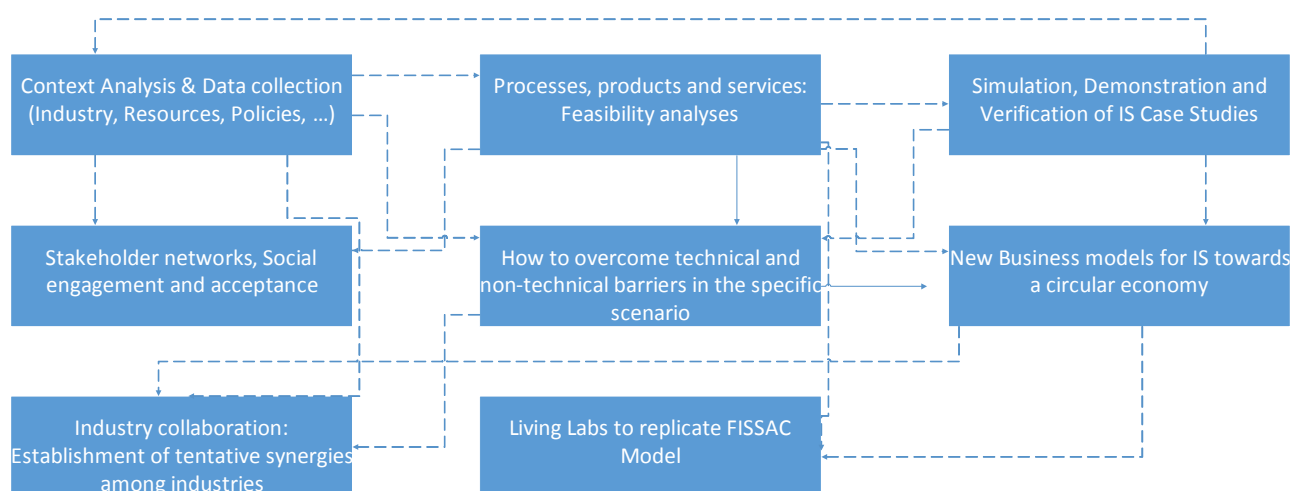 Context Analysis & Data collection
(Industry, Resources, Policies, …)
Processes, products and services:
Feasibility analyses
Simulation, Demonstration and
Verification of IS Case Studies
Stakeholder networks, Social
engagement and acceptance
How to overcome technical and
non-technical barriers in the specific
scenario
New Business models for IS towards
a circular economy
Industry collaboration:
Establishment of tentative synergies
among industries
Living Labs to replicate FISSAC
Model